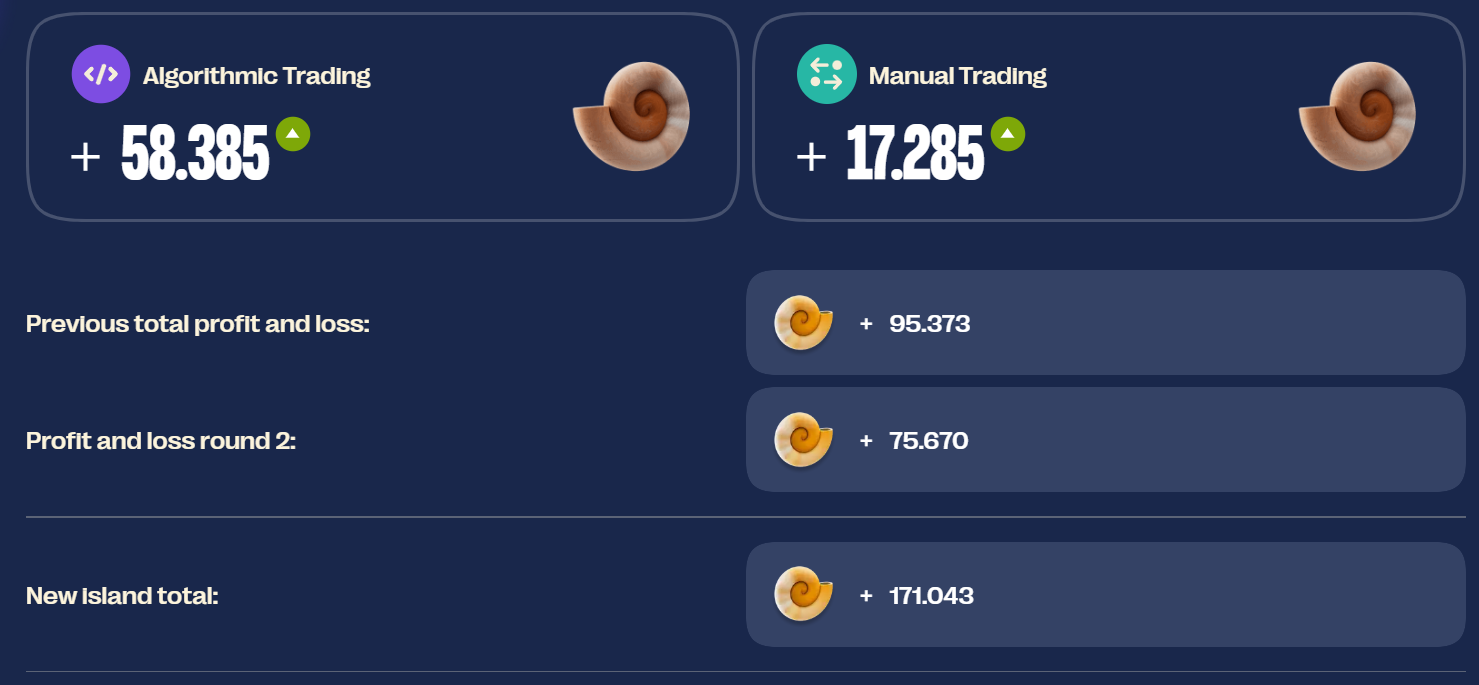 Algorithmic Trading
+ 58.385
Manual Trading
+ 17.285
Previous total profit and loss:
+ 95.373
Profit and loss round 2:
+ 75.670
New island total:
+ 171.043